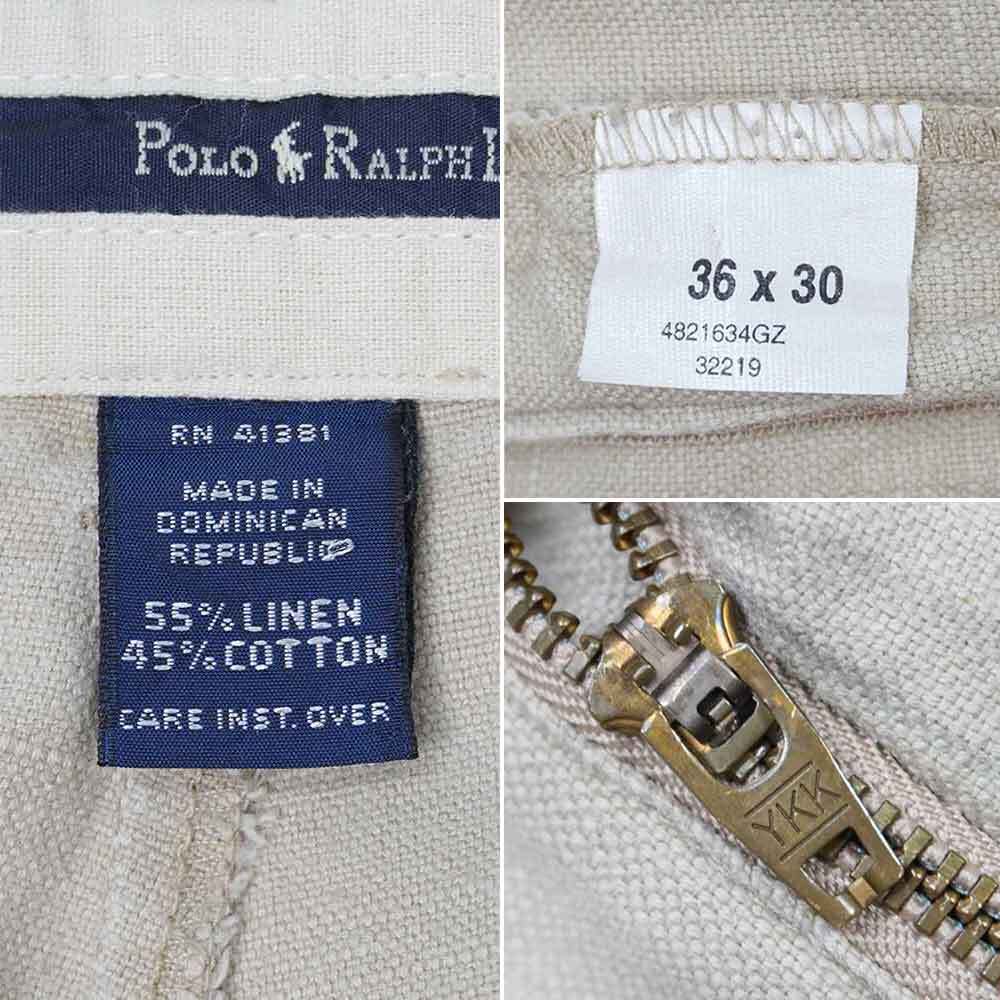 POLO RALPH L
RN 41381
MADE IN
DOMINICAN
REPUBLIC
55% LINEN
45% COTTON
CARE INST. OVER
36 x 30
4821634GZ
32219
YKK